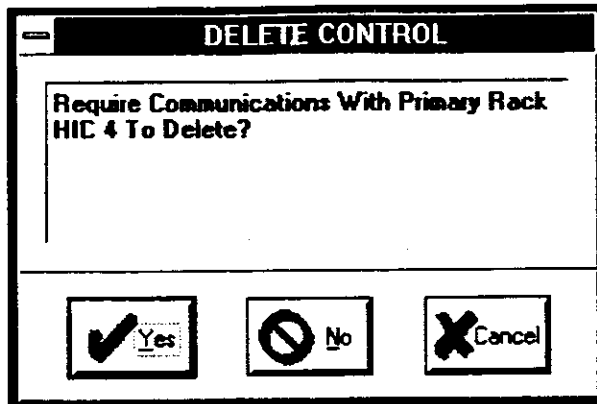 DELETE CONTROL
Require Communications With Primary Rack
HIC 4 To Delete?
Yes
No
Cancel